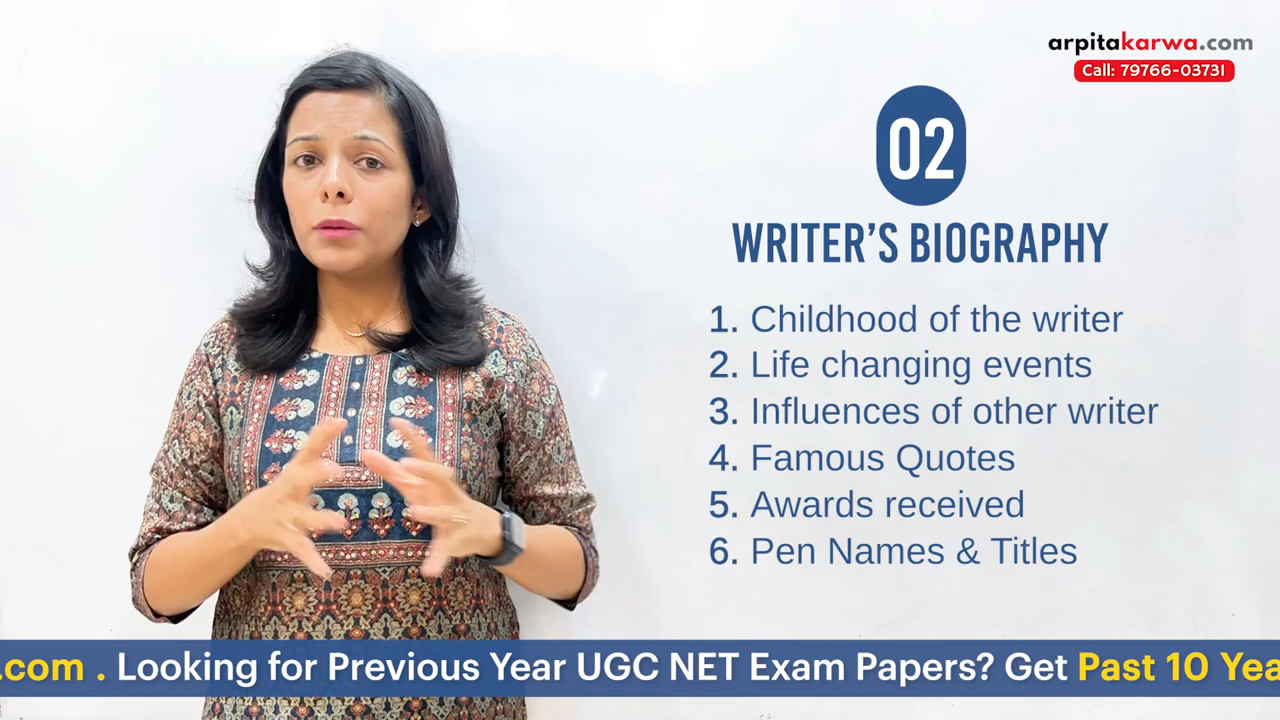 arpitakarwa.com
Call: 79766-03731
02
WRITER'S BIOGRAPHY
1. Childhood of the writer
2. Life changing events
3. Influences of other writer
4. Famous Quotes
5. Awards received
6. Pen Names & Titles
.com . Looking for Previous Year UGC NET Exam Papers? Get Past 10 Yea